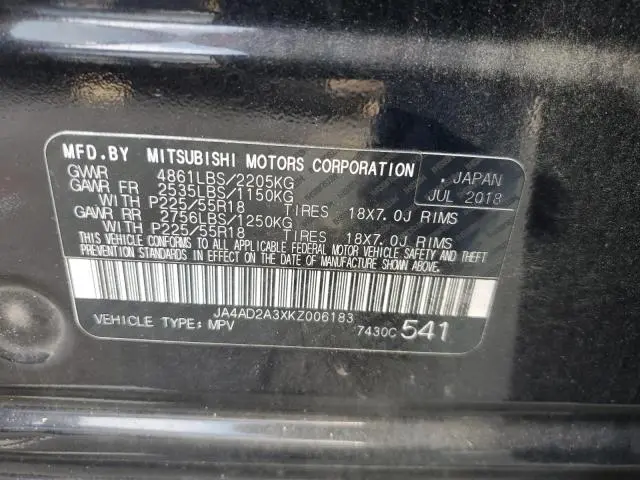 MFD.BY MITSUBISHI MOTORS CORPORATION
GVWR 4861LBS/2205KG
GAWR FR 2535LBS/1150KG
WITH P225/55R18 TIRES 18X7.0J RIMS
GAWR RR 2756LBS/1250KG
WITH P225/55R18 TIRES 18X7.0J RIMS
THIS VEHICLE CONFORMS TO ALL APPLICABLE FEDERAL MOTOR VEHICLE SAFETY AND THEFT
PREVENTION STANDARDS IN EFFECT ON THE DATE OF MANUFACTURE SHOWN ABOVE.
JAPAN
JUL 2018
JA4AD2A3XKZ006183
VEHICLE TYPE: MPV
7430C 541